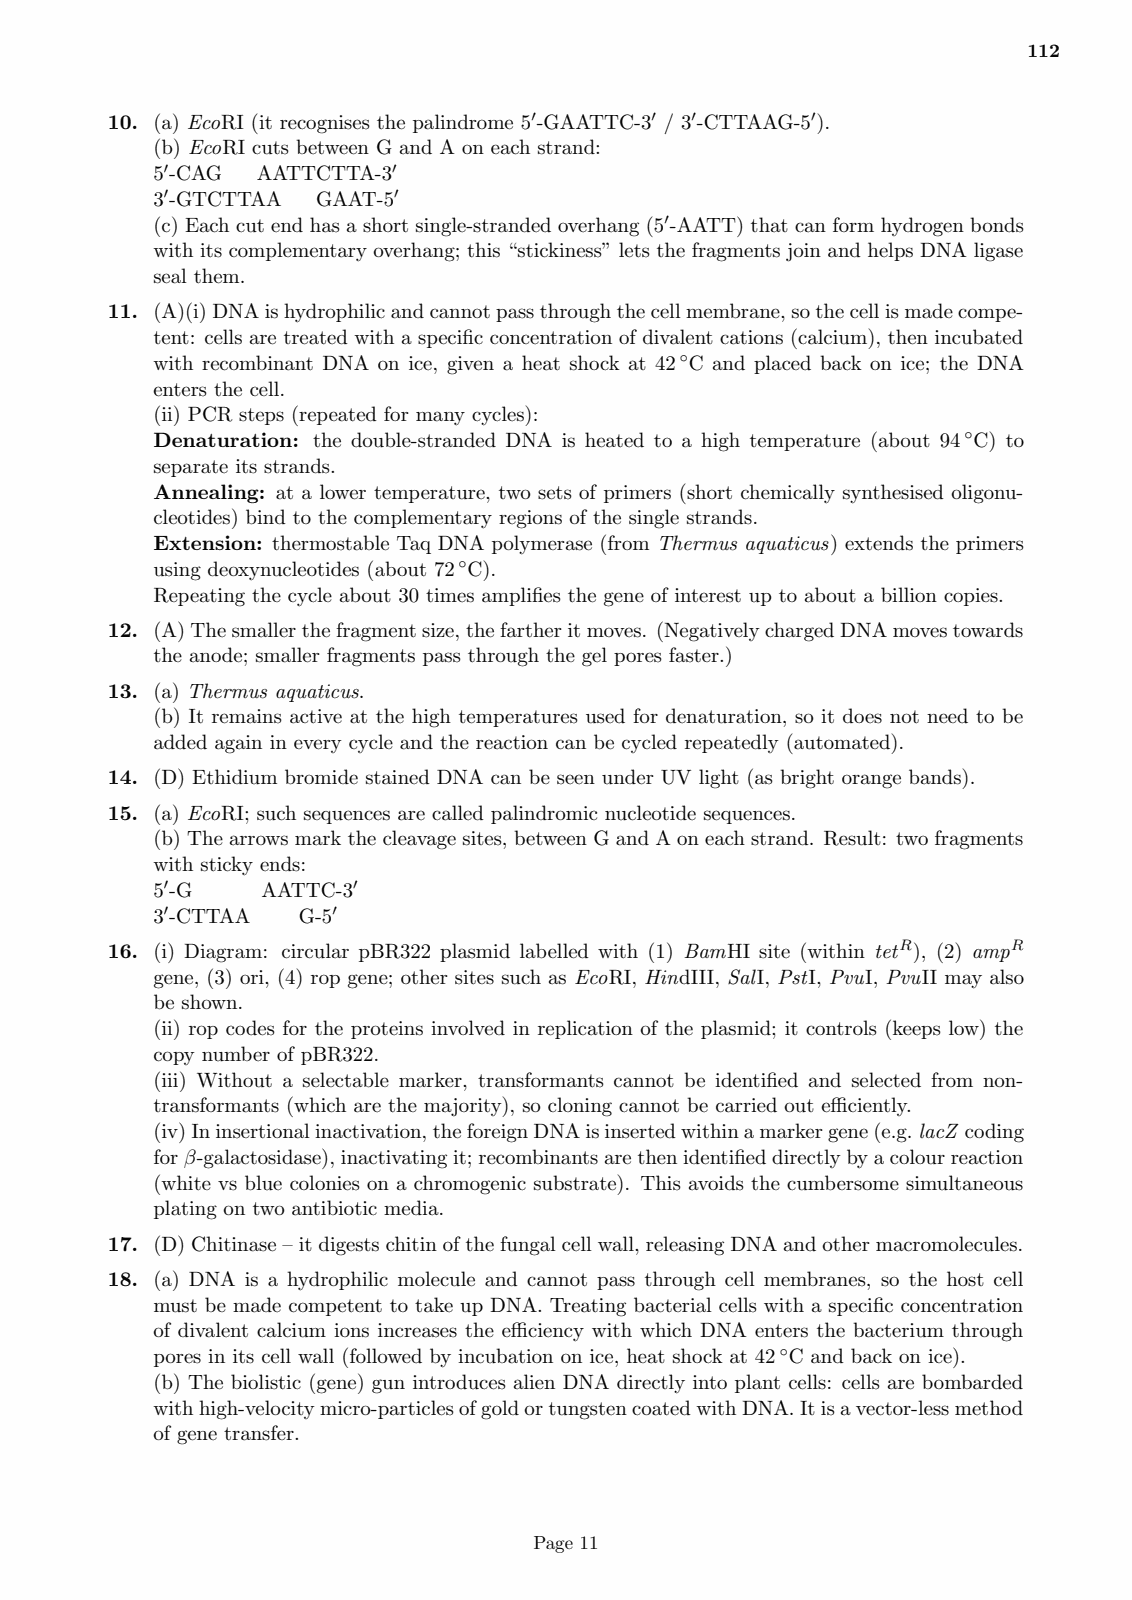 112
10. (a) EcoRI (it recognises the palindrome 5′-GAATTC-3′ / 3′-CTTAAG-5′).
(b) EcoRI cuts between G and A on each strand:
5′-CAG AATTCTTA-3′
3′-GTCTTAA GAAT-5′
(c) Each cut end has a short single-stranded overhang (5′-AATT) that can form hydrogen bonds
with its complementary overhang; this “stickiness” lets the fragments join and helps DNA ligase
seal them.
11. (A)(i) DNA is hydrophilic and cannot pass through the cell membrane, so the cell is made compe-
tent: cells are treated with a specific concentration of divalent cations (calcium), then incubated
with recombinant DNA on ice, given a heat shock at 42 °C and placed back on ice; the DNA
enters the cell.
(ii) PCR steps (repeated for many cycles):
Denaturation: the double-stranded DNA is heated to a high temperature (about 94 °C) to
separate its strands.
Annealing: at a lower temperature, two sets of primers (short chemically synthesised oligonu-
cleotides) bind to the complementary regions of the single strands.
Extension: thermostable Taq DNA polymerase (from Thermus aquaticus) extends the primers
using deoxynucleotides (about 72 °C).
Repeating the cycle about 30 times amplifies the gene of interest up to about a billion copies.
12. (A) The smaller the fragment size, the farther it moves. (Negatively charged DNA moves towards
the anode; smaller fragments pass through the gel pores faster.)
13. (a) Thermus aquaticus.
(b) It remains active at the high temperatures used for denaturation, so it does not need to be
added again in every cycle and the reaction can be cycled repeatedly (automated).
14. (D) Ethidium bromide stained DNA can be seen under UV light (as bright orange bands).
15. (a) EcoRI; such sequences are called palindromic nucleotide sequences.
(b) The arrows mark the cleavage sites, between G and A on each strand. Result: two fragments
with sticky ends:
5′-G AATTC-3′
3′-CTTAA G-5′
16. (i) Diagram: circular pBR322 plasmid labelled with (1) BamHI site (within tet^R), (2) amp^R
gene, (3) ori, (4) rop gene; other sites such as EcoRI, HindIII, SalI, PstI, PvuI, PvuII may also
be shown.
(ii) rop codes for the proteins involved in replication of the plasmid; it controls (keeps low) the
copy number of pBR322.
(iii) Without a selectable marker, transformants cannot be identified and selected from non-
transformants (which are the majority), so cloning cannot be carried out efficiently.
(iv) In insertional inactivation, the foreign DNA is inserted within a marker gene (e.g. lacZ coding
for β-galactosidase), inactivating it; recombinants are then identified directly by a colour reaction
(white vs blue colonies on a chromogenic substrate). This avoids the cumbersome simultaneous
plating on two antibiotic media.
17. (D) Chitinase – it digests chitin of the fungal cell wall, releasing DNA and other macromolecules.
18. (a) DNA is a hydrophilic molecule and cannot pass through cell membranes, so the host cell
must be made competent to take up DNA. Treating bacterial cells with a specific concentration
of divalent calcium ions increases the efficiency with which DNA enters the bacterium through
pores in its cell wall (followed by incubation on ice, heat shock at 42 °C and back on ice).
(b) The biolistic (gene) gun introduces alien DNA directly into plant cells: cells are bombarded
with high-velocity micro-particles of gold or tungsten coated with DNA. It is a vector-less method
of gene transfer.
Page 11